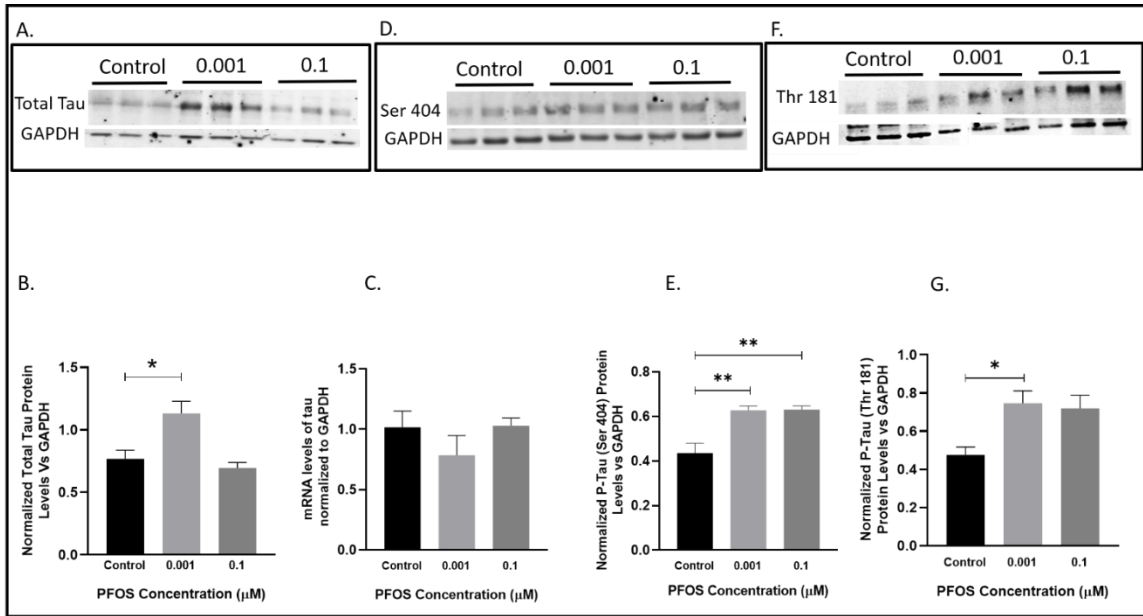 A.
Control 0.001 0.1
Total Tau
GAPDH
D.
Control 0.001 0.1
Ser 404
GAPDH
F.
Control 0.001 0.1
Thr 181
GAPDH
B.
Normalized Total Tau Protein
Levels Vs GAPDH
1.5
1.0
0.5
0.0
*
Control 0.001 0.1
PFOS Concentration (μM)
C.
mRNA levels of tau
normalized to GAPDH
1.5
1.0
0.5
0.0
Control 0.001 0.1
PFOS Concentration (μM)
E.
Normalized P-Tau (Ser 404) Protein
Levels vs GAPDH
0.8
0.6
0.4
0.2
0.0
**
**
Control 0.001 0.1
PFOS Concentration (μM)
G.
Normalized P-Tau (Thr 181)
Protein Levels vs GAPDH
1.0
0.8
0.6
0.4
0.2
0.0
*
Control 0.001 0.1
PFOS Concentration (μM)